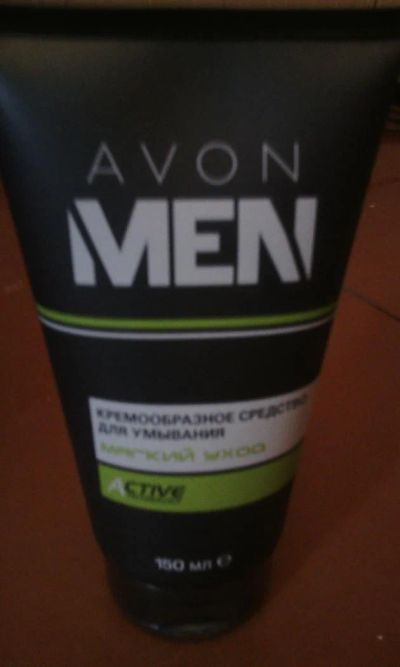 AVON
MEN
КРЕМООБРАЗНОЕ СРЕДСТВО
ДЛЯ УМЫВАНИЯ
МЯГКИЙ УХОД
ACTIVE
150 МЛ ℮